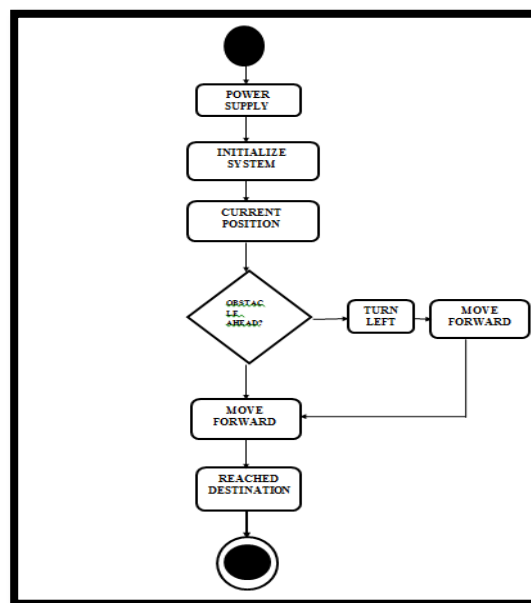 POWER
SUPPLY
INITIALIZE
SYSTEM
CURRENT
POSITION
OBSTAC
LE
AHEAD?
TURN
LEFT
MOVE
FORWARD
MOVE
FORWARD
REACHED
DESTINATION